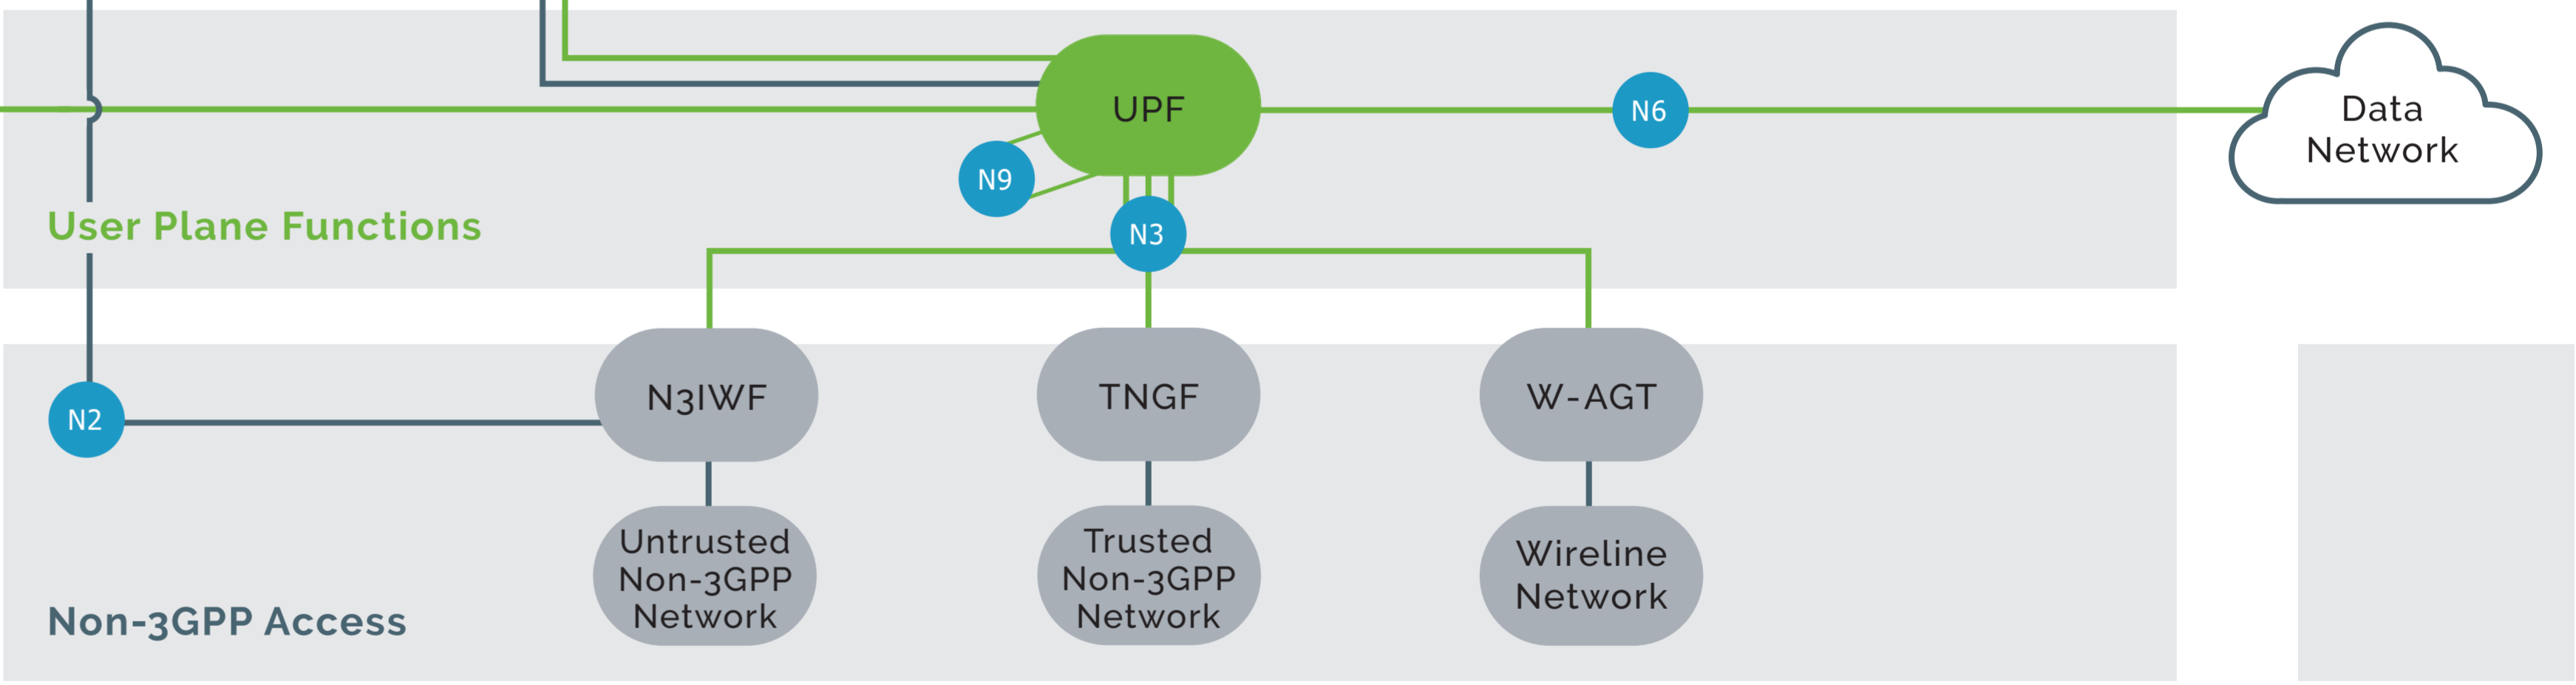 UPF
N6
Data
Network
N9
User Plane Functions
N3
N2
N3IWF
TNGF
W-AGT
Untrusted
Non-3GPP
Network
Trusted
Non-3GPP
Network
Wireline
Network
Non-3GPP Access